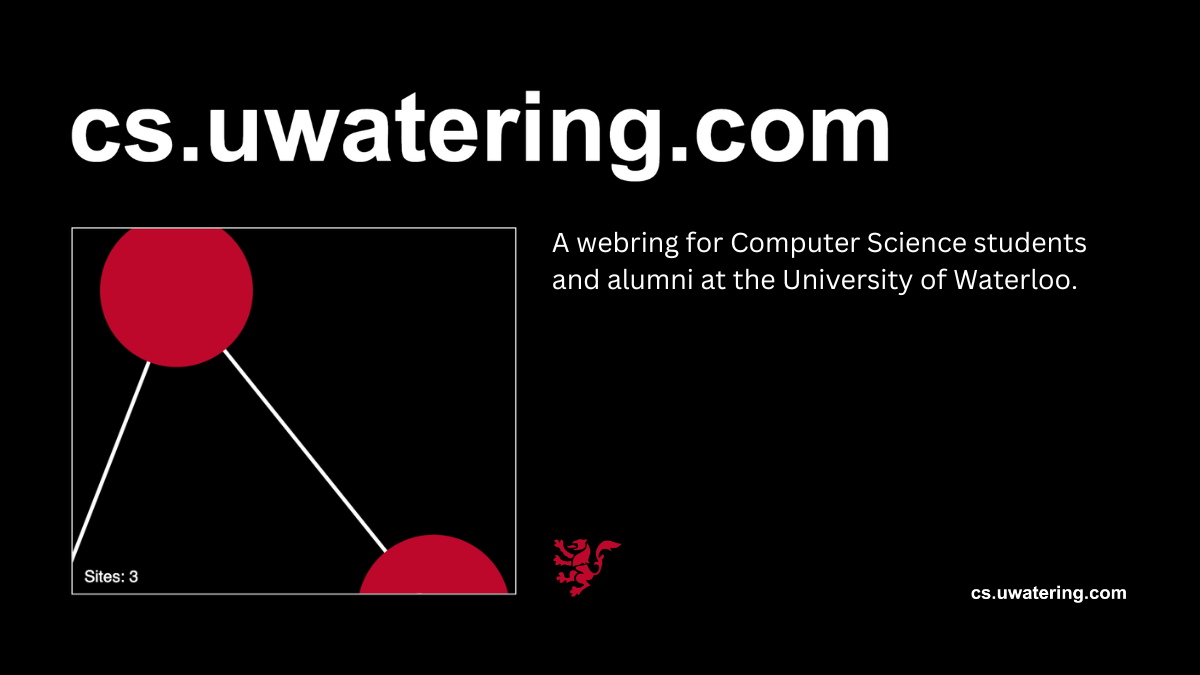 cs.uwatering.com
A webring for Computer Science students
and alumni at the University of Waterloo.
Sites: 3
cs.uwatering.com